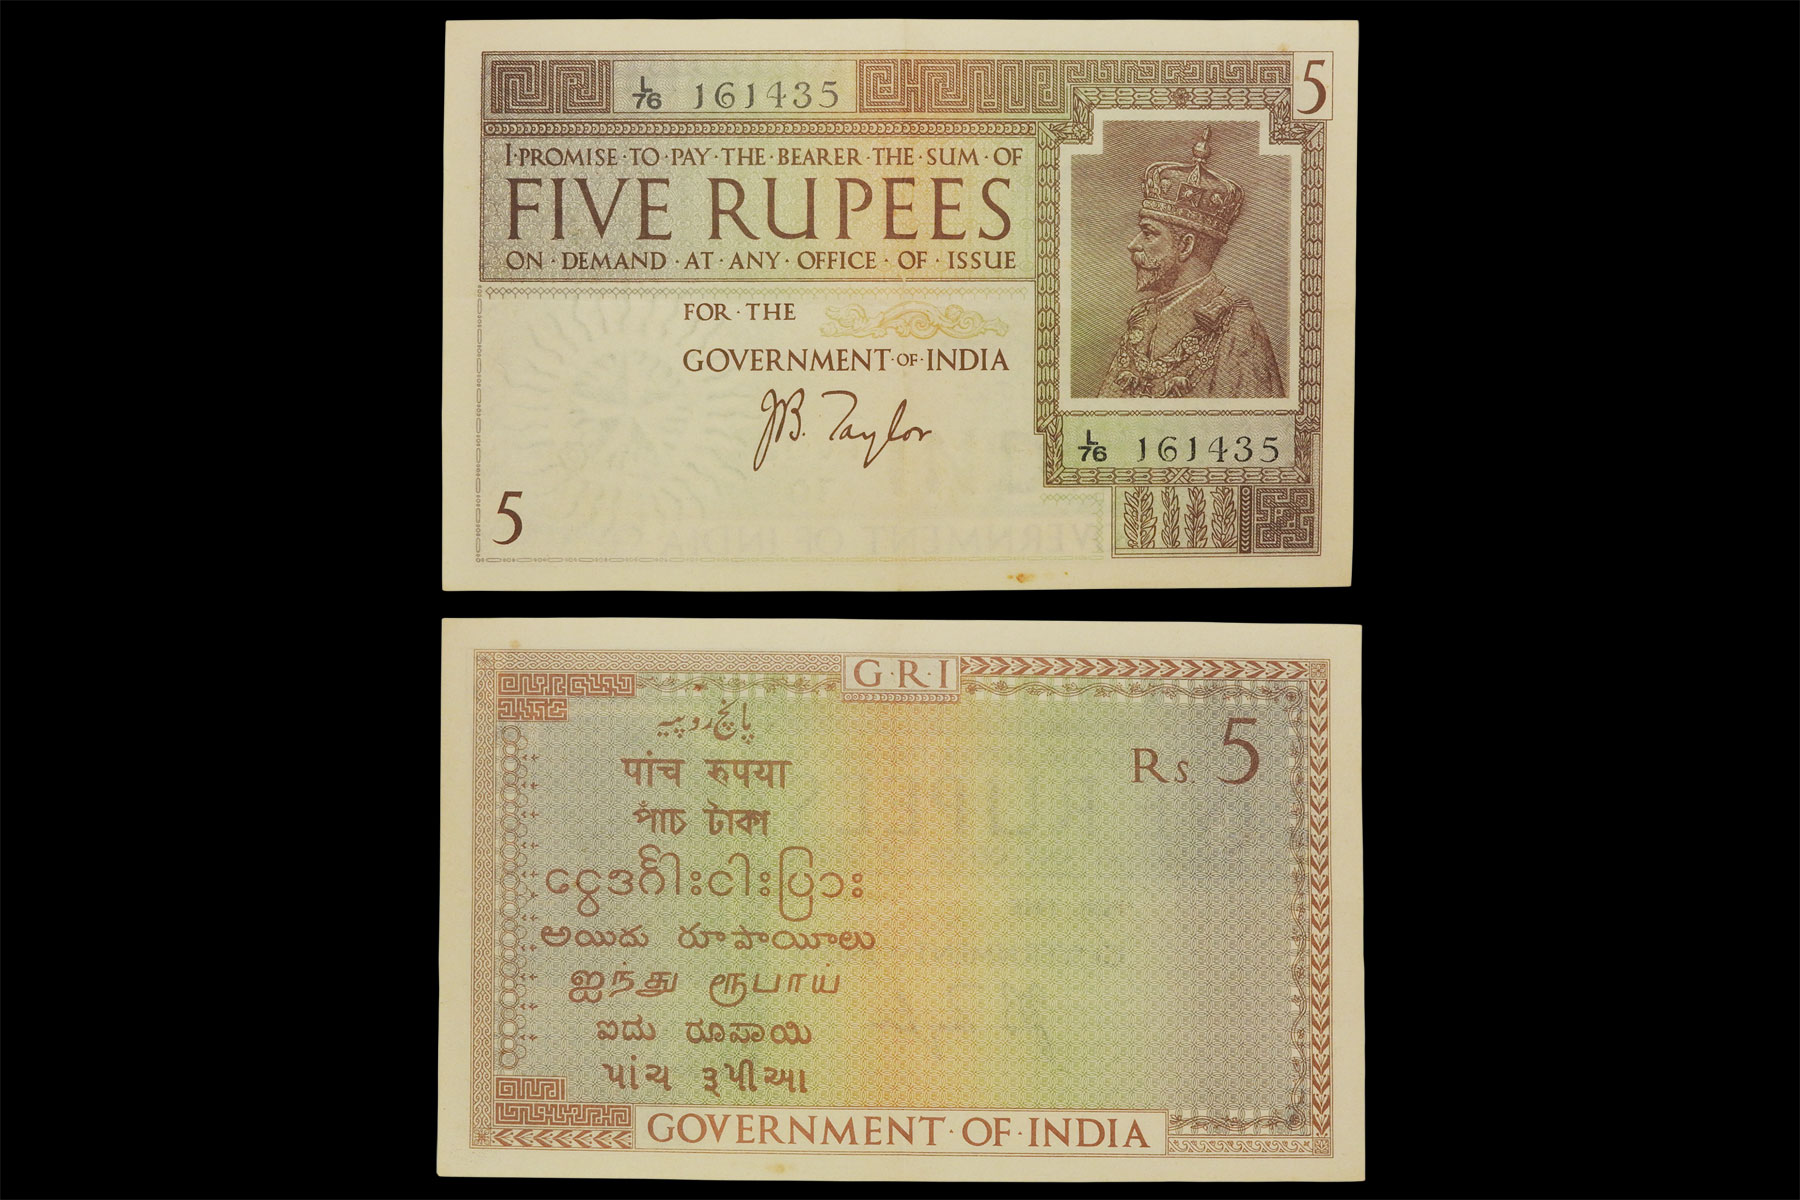 L/76 161435
5
I·PROMISE·TO·PAY·THE·BEARER·THE·SUM·OF
FIVE RUPEES
ON·DEMAND·AT·ANY·OFFICE·OF·ISSUE
FOR·THE
GOVERNMENT·OF·INDIA
J.B. Taylor
L/76 161435
5
G·R·I
Rs. 5
پانچ روپیہ
पांच रुपया
পাঁচ টাকা
ငွေဒင်္ဂါးငါးပြား
ಅಯಿದು ರೂಪಾಯಿಾಲು
ஐந்து ரூபாய்
ಐದು ರೂಪಾಯಿ
પાંચ રૂપીઆ
GOVERNMENT·OF·INDIA